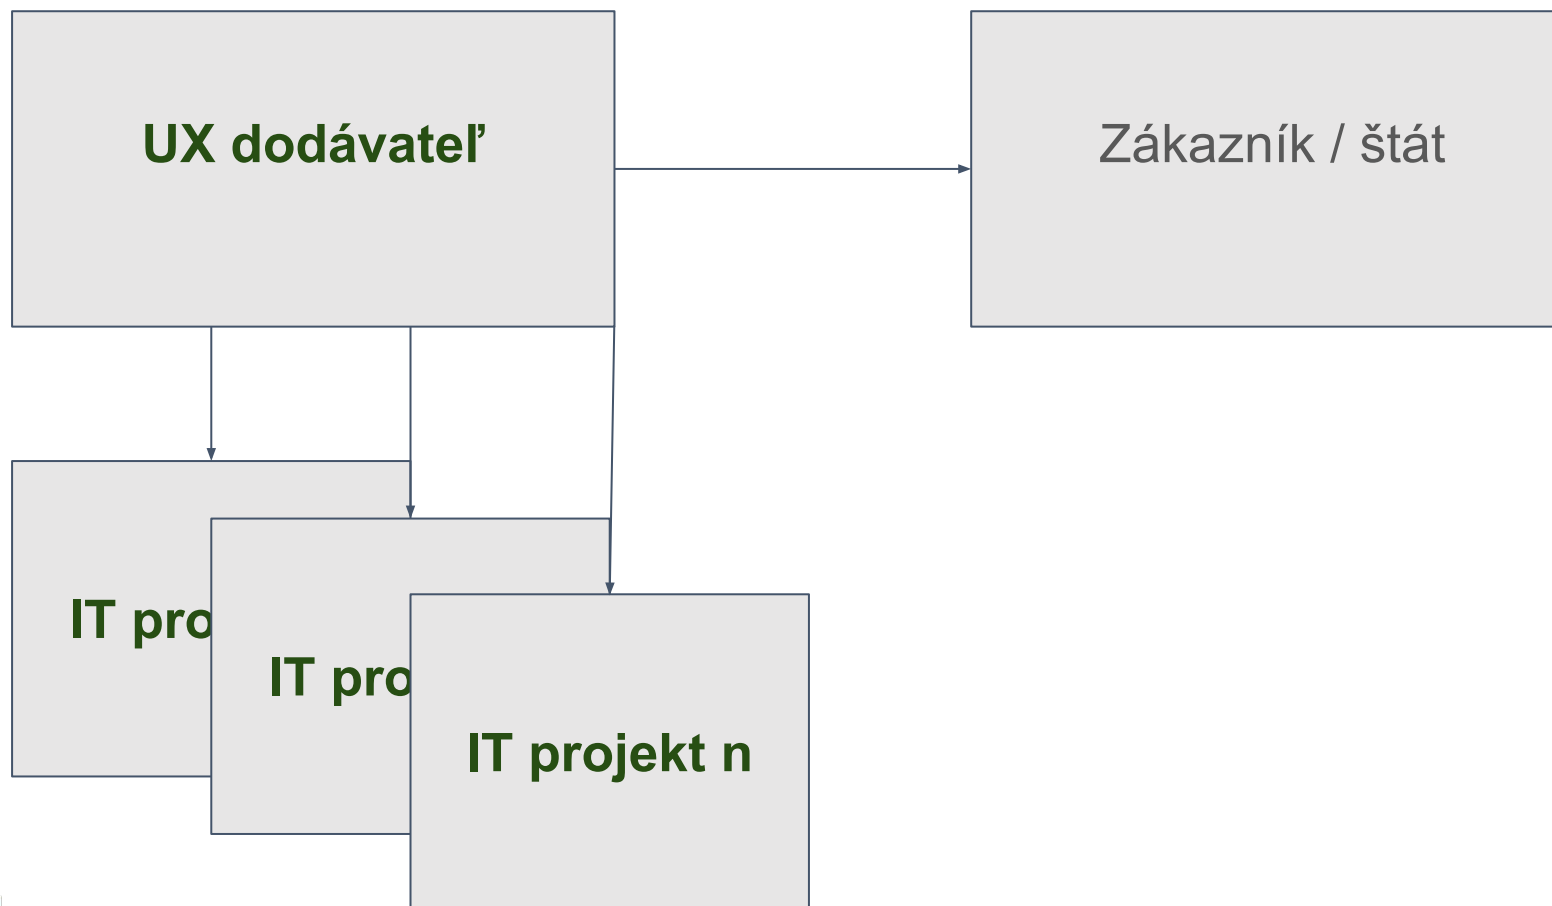 UX dodávateľ
Zákazník / štát
IT pro
IT pro
IT projekt n